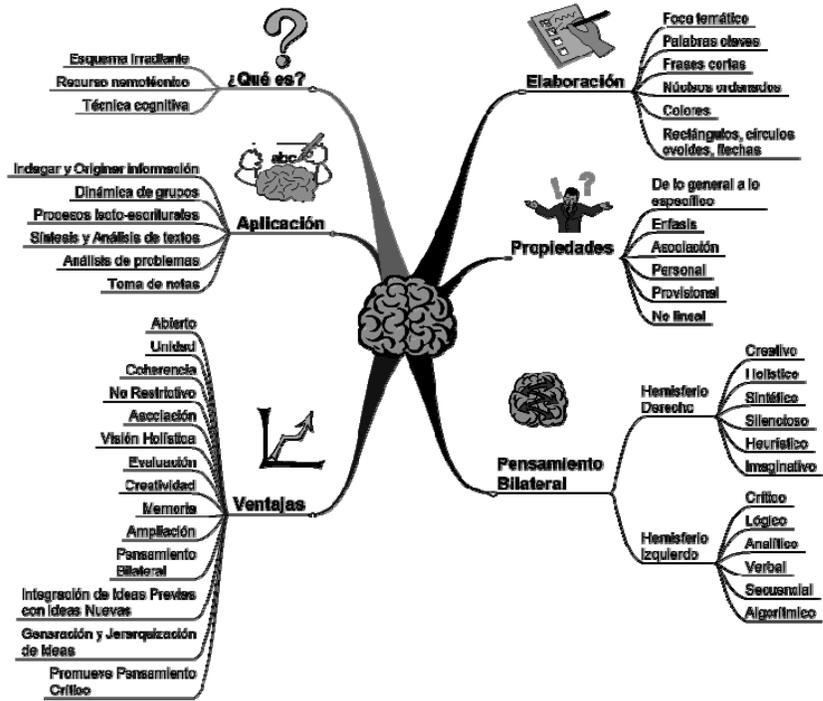 ¿Qué es?
Esquema Irradiante
Recurso nemotécnico
Técnica cognitiva
abc
Aplicación
Indagar y Originar información
Dinámica de grupos
Procesos lecto-escriturales
Síntesis y Análisis de textos
Análisis de problemas
Toma de notas
Ventajas
Abierto
Unidad
Coherencia
No Restrictivo
Asociación
Visión Holística
Evaluación
Creatividad
Memoria
Ampliación
Pensamiento
Bilateral
Integración de Ideas Previas
con Ideas Nuevas
Generación y Jerarquización
de Ideas
Promueve Pensamiento
Crítico
Elaboración
Foco temático
Palabras claves
Frases cortas
Núcleos ordenados
Colores
Rectángulos, círculos
ovoides, flechas
! ?
Propiedades
De lo general a lo
específico
Enfasis
Asociación
Personal
Provisional
No lineal
Pensamiento
Bilateral
Hemisferio
Derecho
Creativo
Holístico
Sintético
Silencioso
Heurístico
Imaginativo
Hemisferio
Izquierdo
Crítico
Lógico
Analítico
Verbal
Secuencial
Algorítmico